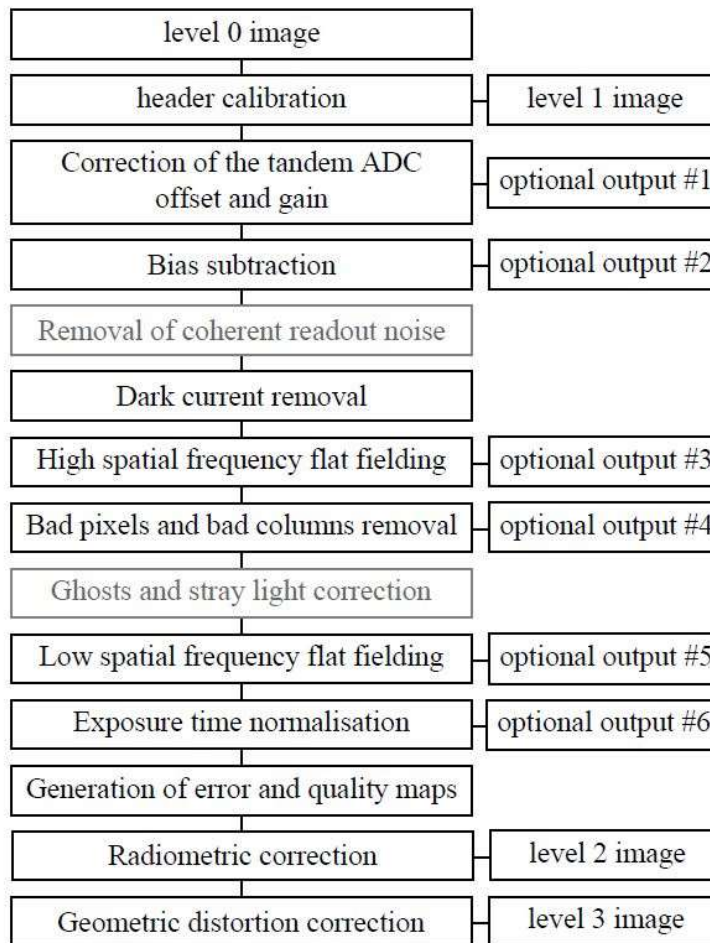 level 0 image
header calibration
level 1 image
Correction of the tandem ADC
offset and gain
optional output #1
Bias subtraction
optional output #2
Removal of coherent readout noise
Dark current removal
High spatial frequency flat fielding
optional output #3
Bad pixels and bad columns removal
optional output #4
Ghosts and stray light correction
Low spatial frequency flat fielding
optional output #5
Exposure time normalisation
optional output #6
Generation of error and quality maps
Radiometric correction
level 2 image
Geometric distortion correction
level 3 image